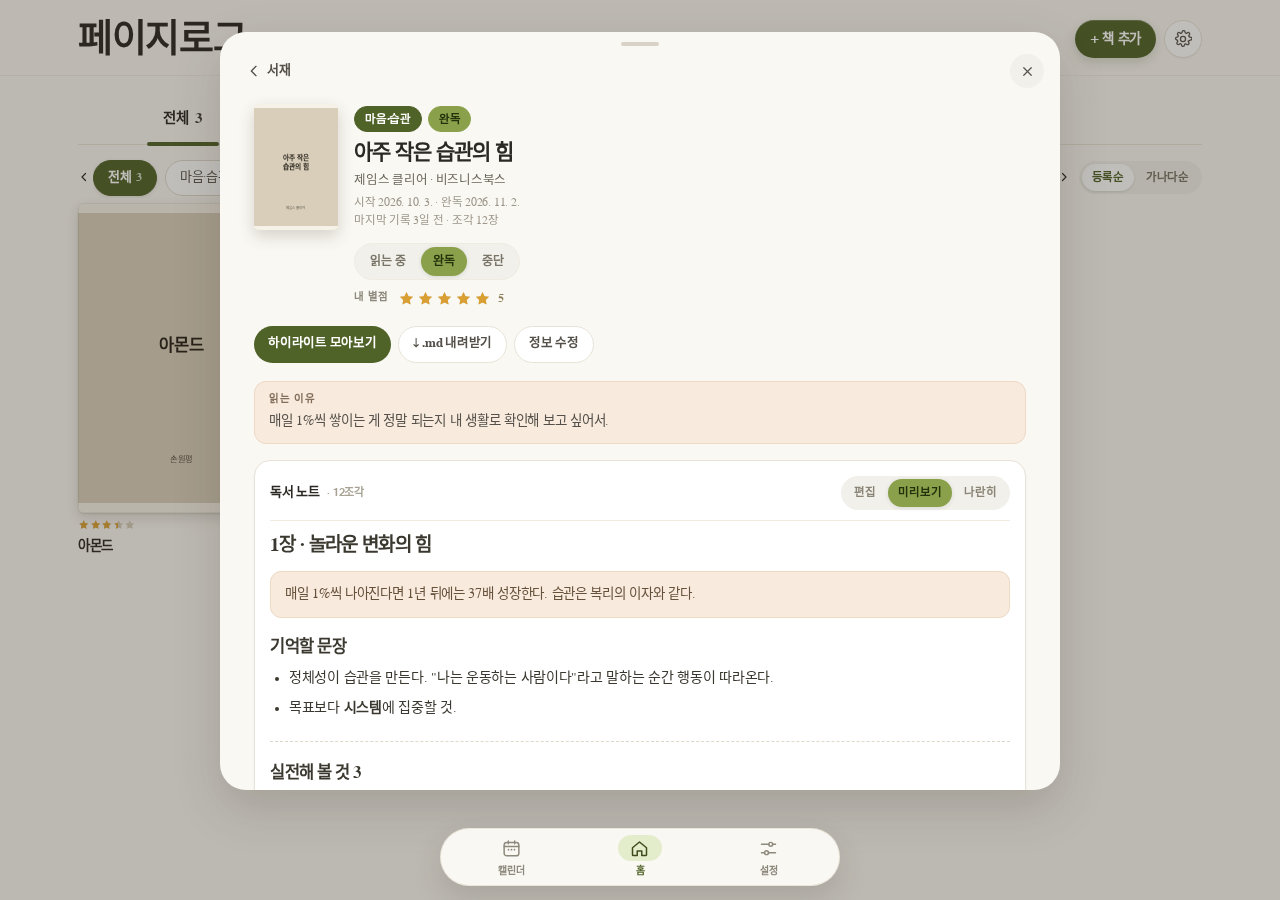 페이지로그
+ 책 추가
서재
전체 3
아주 작은
습관의 힘
마음습관 완독
아주 작은 습관의 힘
제임스 클리어 · 비즈니스북스
시작 2026. 10. 3. · 완독 2026. 11. 2.
마지막 기록 3일 전 · 조각 12장
전체 3
마음습
등록순 가나다순
읽는 중 완독 중단
내 별점 5
하이라이트 모아보기 ↓ .md 내려받기 정보 수정
아몬드
손원평
아몬드
읽는 이유
매일 1%씩 쌓이는 게 정말 되는지 내 생활로 확인해 보고 싶어서.
독서 노트 · 12조각
편집 미리보기 나란히
1장 · 놀라운 변화의 힘
매일 1%씩 나아진다면 1년 뒤에는 37배 성장한다. 습관은 복리의 이자와 같다.
기억할 문장
• 정체성이 습관을 만든다. "나는 운동하는 사람이다"라고 말하는 순간 행동이 따라온다.
• 목표보다 시스템에 집중할 것.
실전해 볼 것 3
캘린더 홈 설정